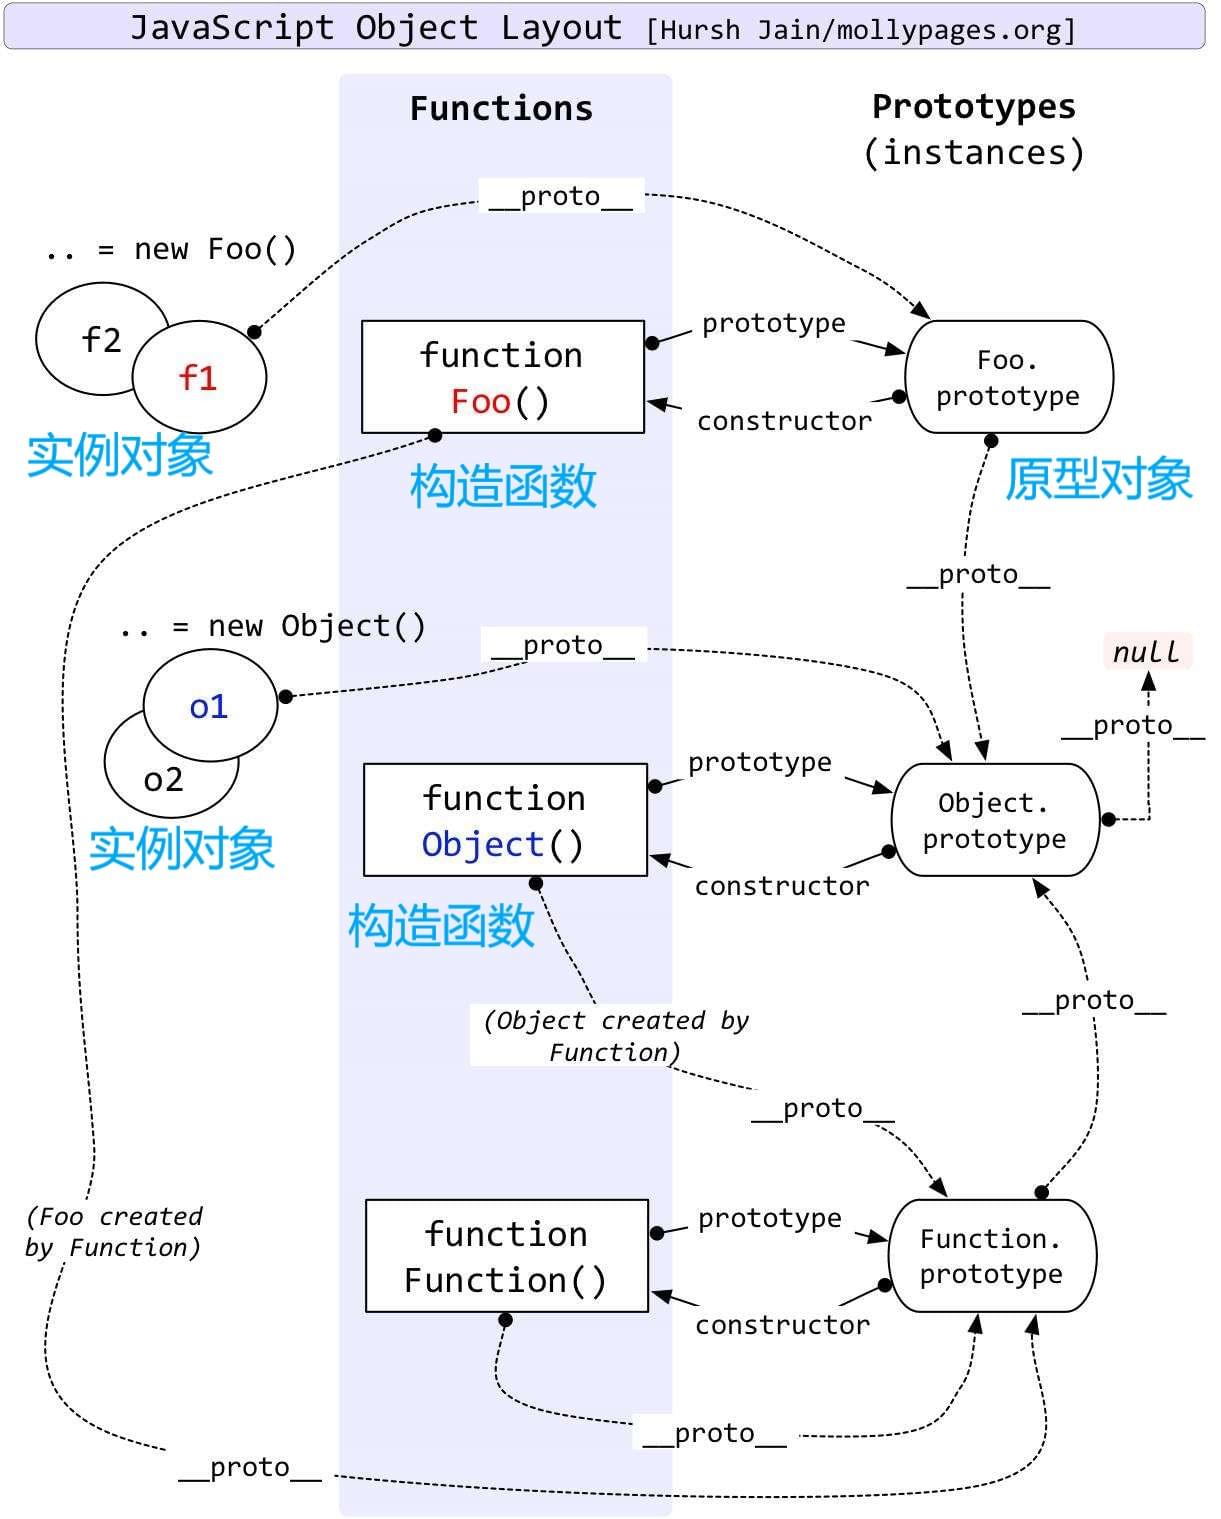 JavaScript Object Layout [Hursh Jain/mollypages.org]
Functions
Prototypes
(instances)
__proto__
.. = new Foo()
f2
f1
实例对象
function
Foo()
构造函数
prototype
constructor
Foo.
prototype
原型对象
__proto__
.. = new Object()
__proto__
null
__proto__
o1
o2
实例对象
function
Object()
构造函数
prototype
constructor
Object.
prototype
(Object created by
Function)
__proto__
__proto__
(Foo created
by Function)
function
Function()
prototype
constructor
Function.
prototype
__proto__
__proto__